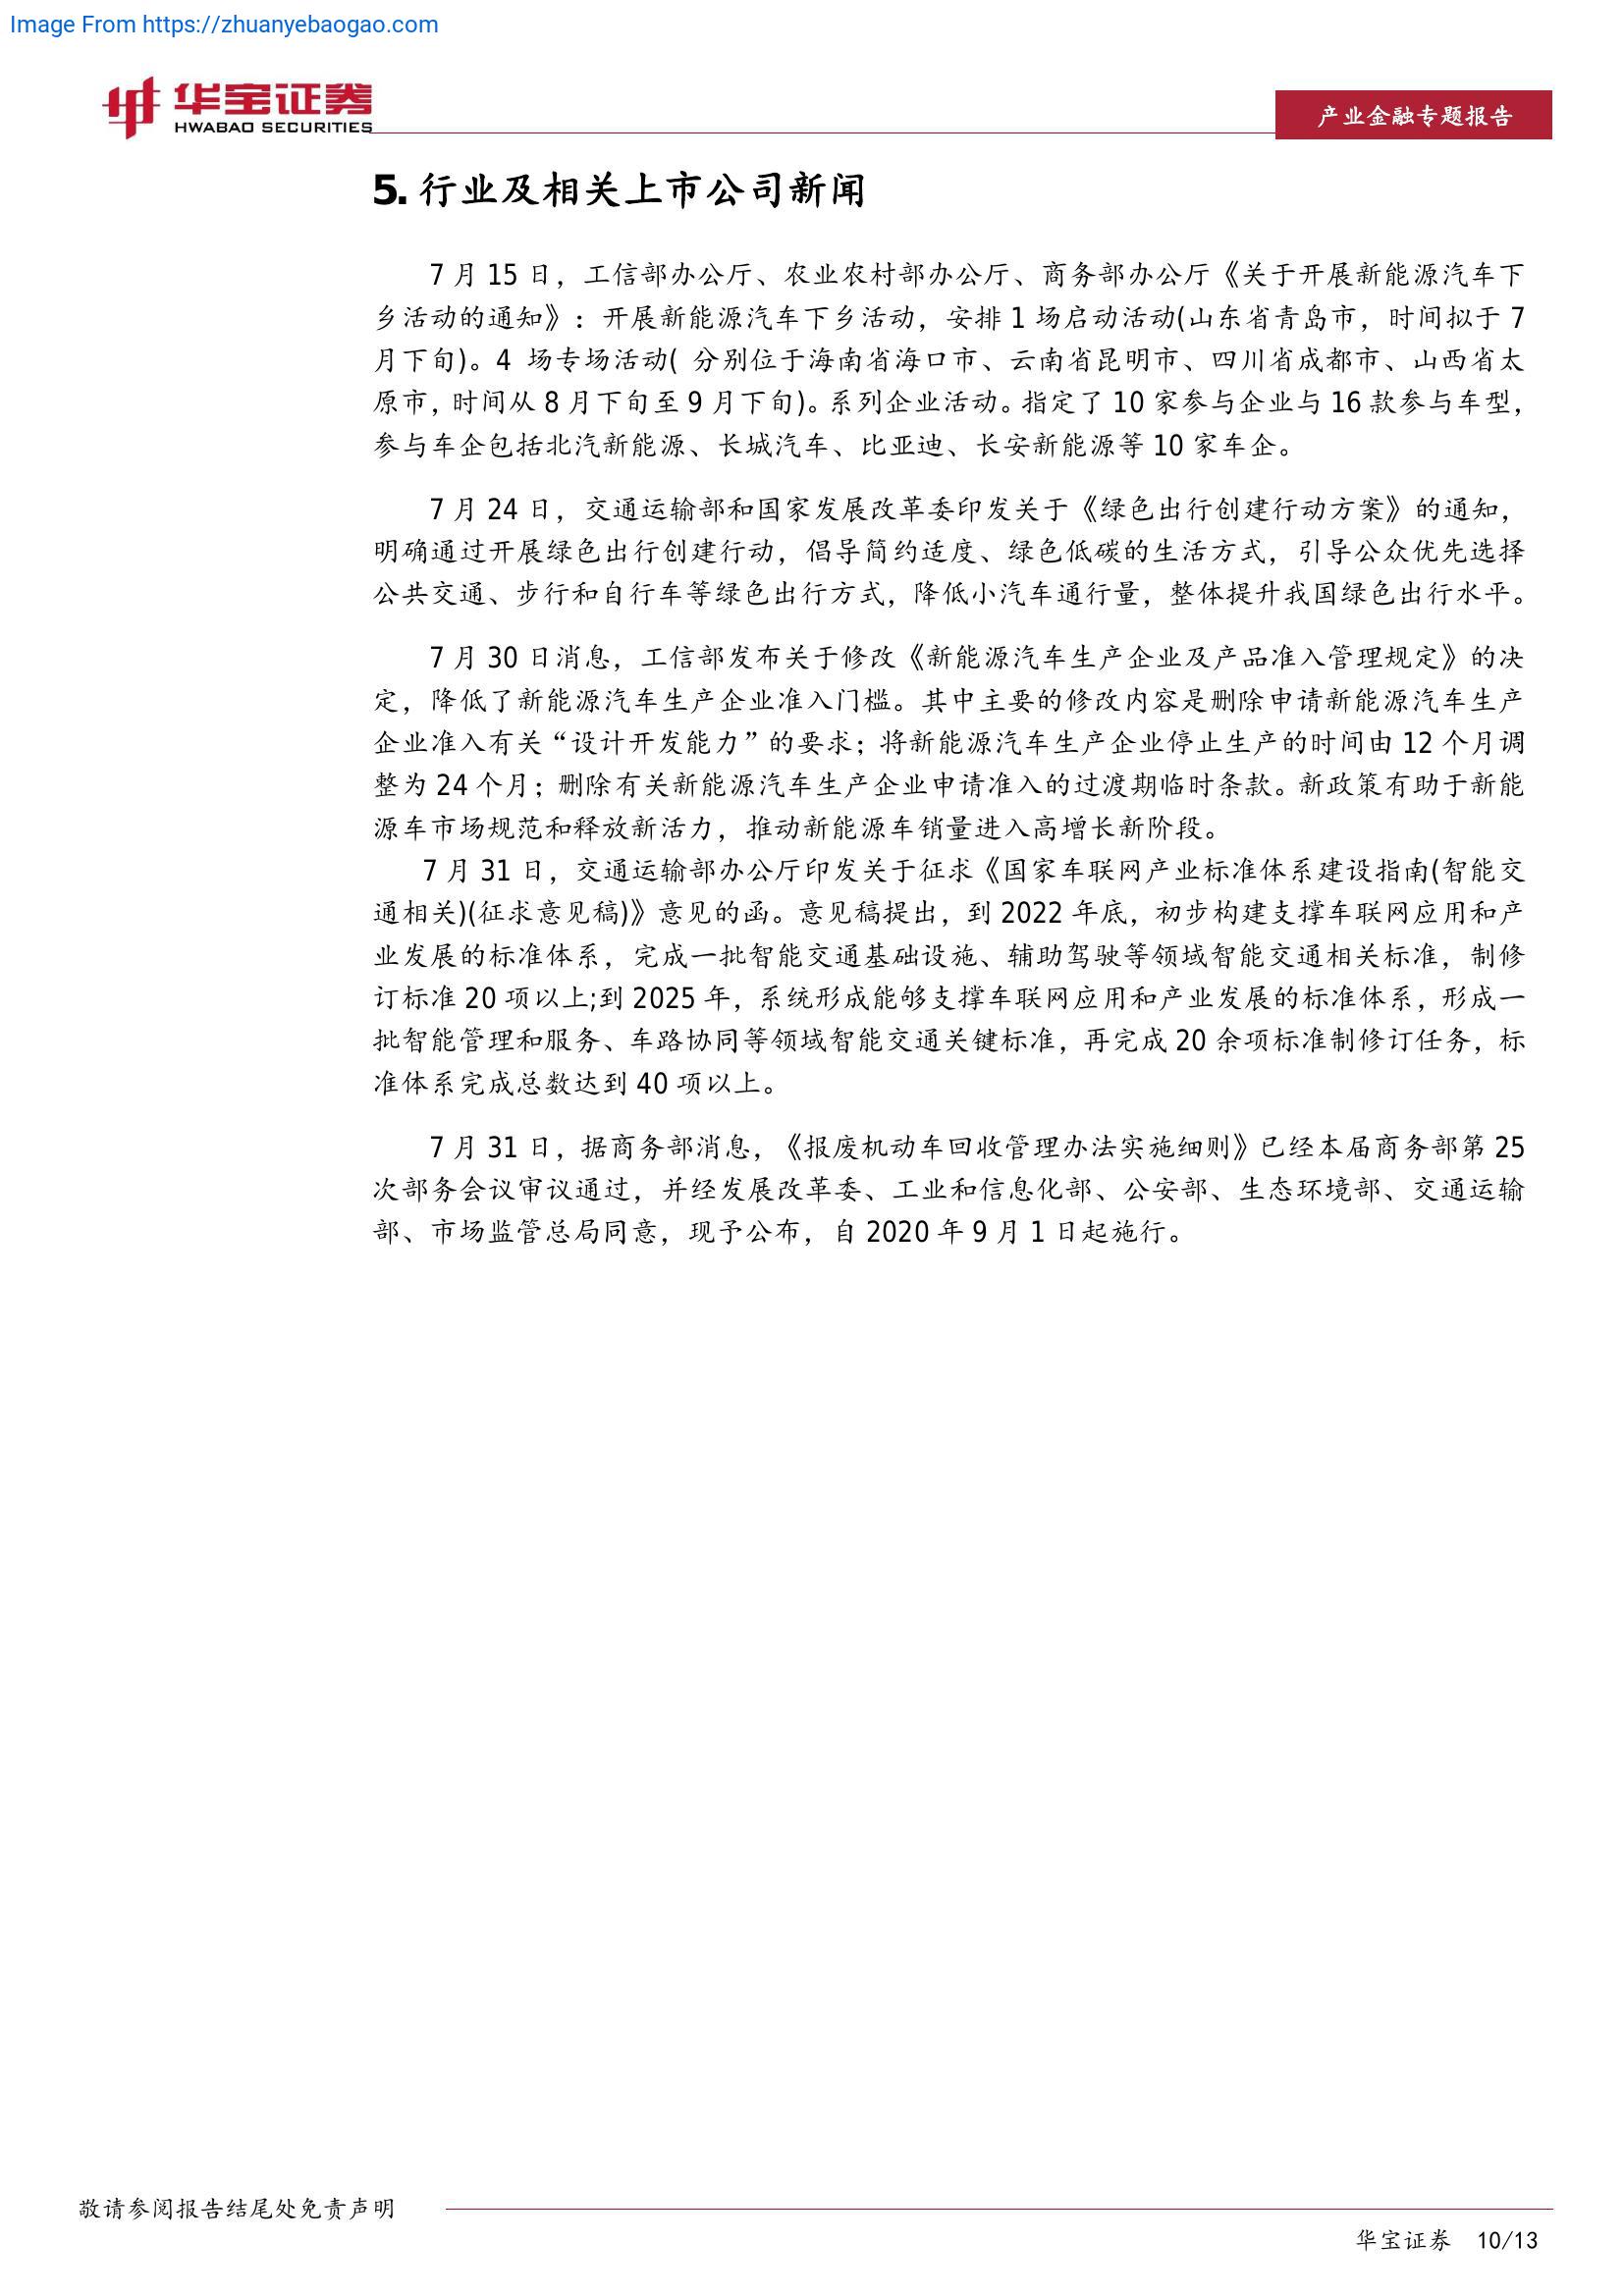 Image From https://zhuanyebaogao.com
华宝证券
HWABAO SECURITIES
产业金融专题报告
5. 行业及相关上市公司新闻
7 月 15 日，工信部办公厅、农业农村部办公厅、商务部办公厅《关于开展新能源汽车下
乡活动的通知》：开展新能源汽车下乡活动，安排 1 场启动活动(山东省青岛市，时间拟于 7
月下旬)。4 场专场活动( 分别位于海南省海口市、云南省昆明市、四川省成都市、山西省太
原市，时间从 8 月下旬至 9 月下旬)。系列企业活动。指定了 10 家参与企业与 16 款参与车型，
参与车企包括北汽新能源、长城汽车、比亚迪、长安新能源等 10 家车企。
7 月 24 日，交通运输部和国家发展改革委印发关于《绿色出行创建行动方案》的通知，
明确通过开展绿色出行创建行动，倡导简约适度、绿色低碳的生活方式，引导公众优先选择
公共交通、步行和自行车等绿色出行方式，降低小汽车通行量，整体提升我国绿色出行水平。
7 月 30 日消息，工信部发布关于修改《新能源汽车生产企业及产品准入管理规定》的决
定，降低了新能源汽车生产企业准入门槛。其中主要的修改内容是删除申请新能源汽车生产
企业准入有关“设计开发能力”的要求；将新能源汽车生产企业停止生产的时间由 12 个月调
整为 24 个月；删除有关新能源汽车生产企业申请准入的过渡期临时条款。新政策有助于新能
源车市场规范和释放新活力，推动新能源车销量进入高增长新阶段。
7 月 31 日，交通运输部办公厅印发关于征求《国家车联网产业标准体系建设指南(智能交
通相关)(征求意见稿)》意见的函。意见稿提出，到 2022 年底，初步构建支撑车联网应用和产
业发展的标准体系，完成一批智能交通基础设施、辅助驾驶等领域智能交通相关标准，制修
订标准 20 项以上;到 2025 年，系统形成能够支撑车联网应用和产业发展的标准体系，形成一
批智能管理和服务、车路协同等领域智能交通关键标准，再完成 20 余项标准制修订任务，标
准体系完成总数达到 40 项以上。
7 月 31 日，据商务部消息，《报废机动车回收管理办法实施细则》已经本届商务部第 25
次部务会议审议通过，并经发展改革委、工业和信息化部、公安部、生态环境部、交通运输
部、市场监管总局同意，现予公布，自 2020 年 9 月 1 日起施行。
敬请参阅报告结尾处免责声明
华宝证券 10/13